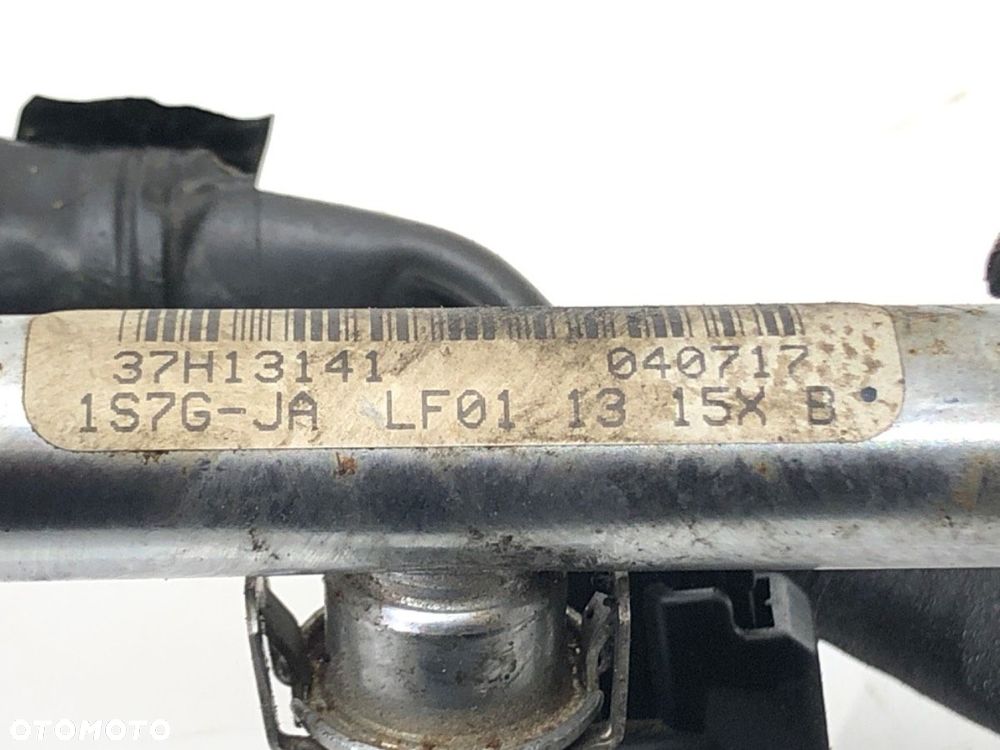 37H13141 040717
1S7G-JA LF01 13 15X B
OTOMOTO